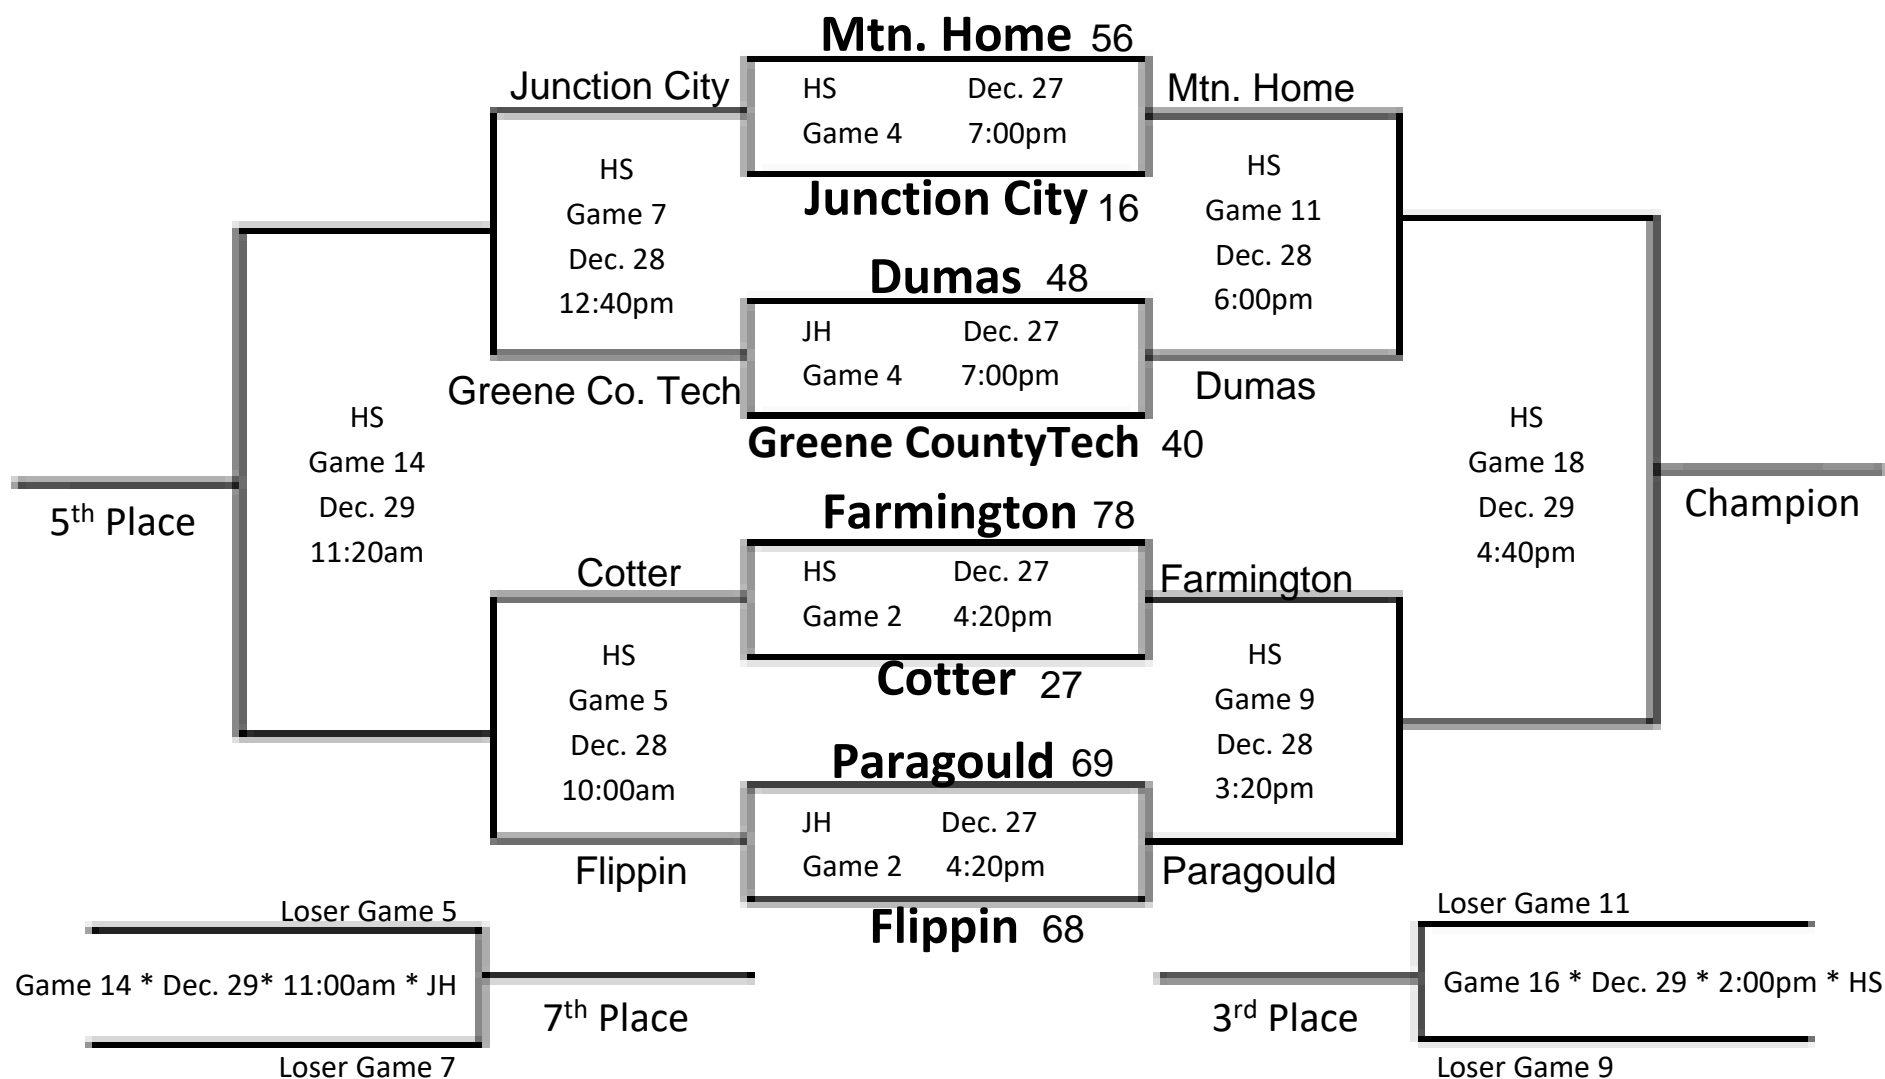 Mtn. Home 56
Junction City
HS Dec. 27
Game 4 7:00pm
Mtn. Home
Junction City 16
HS
Game 7
Dec. 28
12:40pm
HS
Game 11
Dec. 28
6:00pm
Dumas 48
JH Dec. 27
Game 4 7:00pm
Greene Co. Tech
Dumas
Greene CountyTech 40
HS
Game 14
Dec. 29
11:20am
5th Place
HS
Game 18
Dec. 29
4:40pm
Champion
Farmington 78
Cotter
HS Dec. 27
Game 2 4:20pm
Farmington
Cotter 27
HS
Game 5
Dec. 28
10:00am
HS
Game 9
Dec. 28
3:20pm
Paragould 69
JH Dec. 27
Game 2 4:20pm
Flippin
Paragould
Flippin 68
Loser Game 5
Game 14 * Dec. 29* 11:00am * JH
Loser Game 7
7th Place
3rd Place
Loser Game 11
Game 16 * Dec. 29 * 2:00pm * HS
Loser Game 9